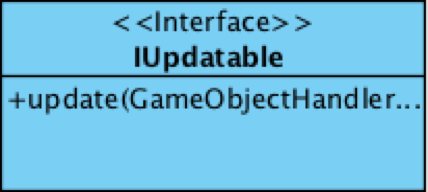 <<Interface>>
IUpdatable
+update(GameObjectHandler...